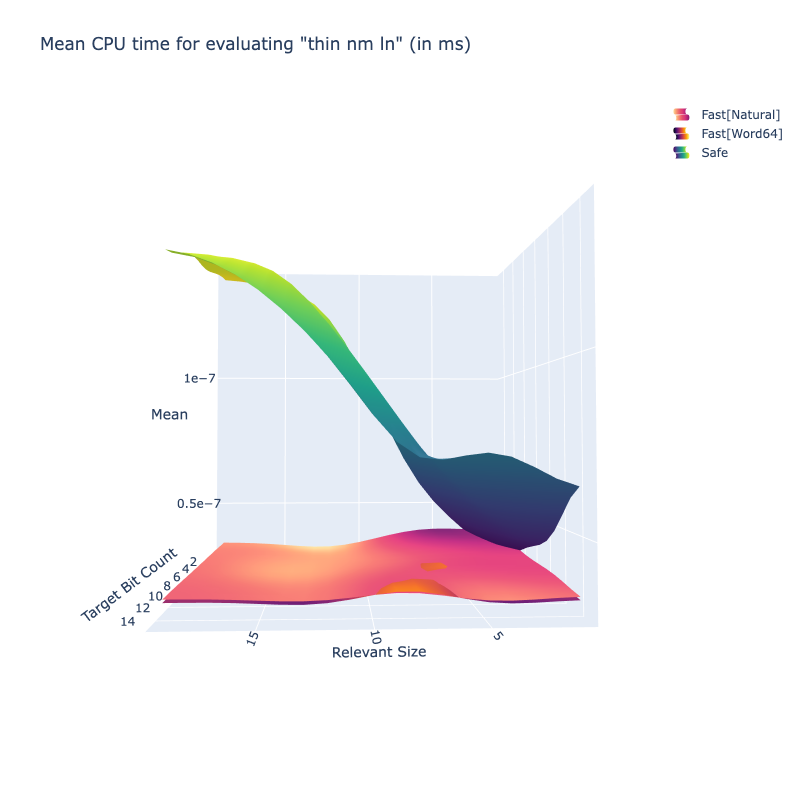 Mean CPU time for evaluating "thin nm ln" (in ms)
Fast[Natural]
Fast[Word64]
Safe
1e−7
Mean
0.5e−7
Target Bit Count
2
4
6
8
10
12
14
15
10
5
Relevant Size